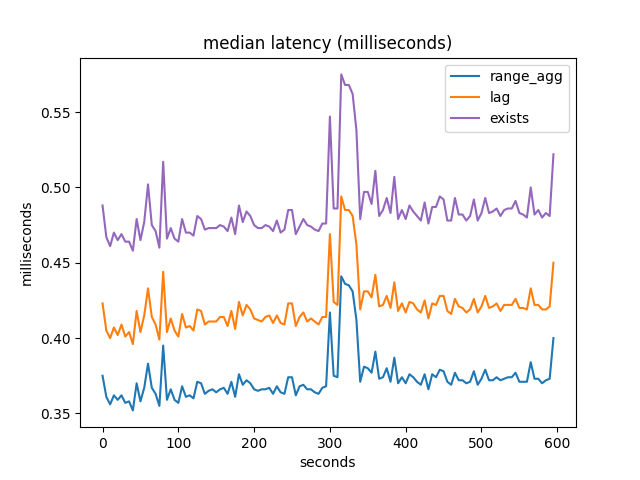 median latency (milliseconds)
range_agg
lag
exists
0.55
0.50
0.45
0.40
0.35
milliseconds
0
100
200
300
400
500
600
seconds